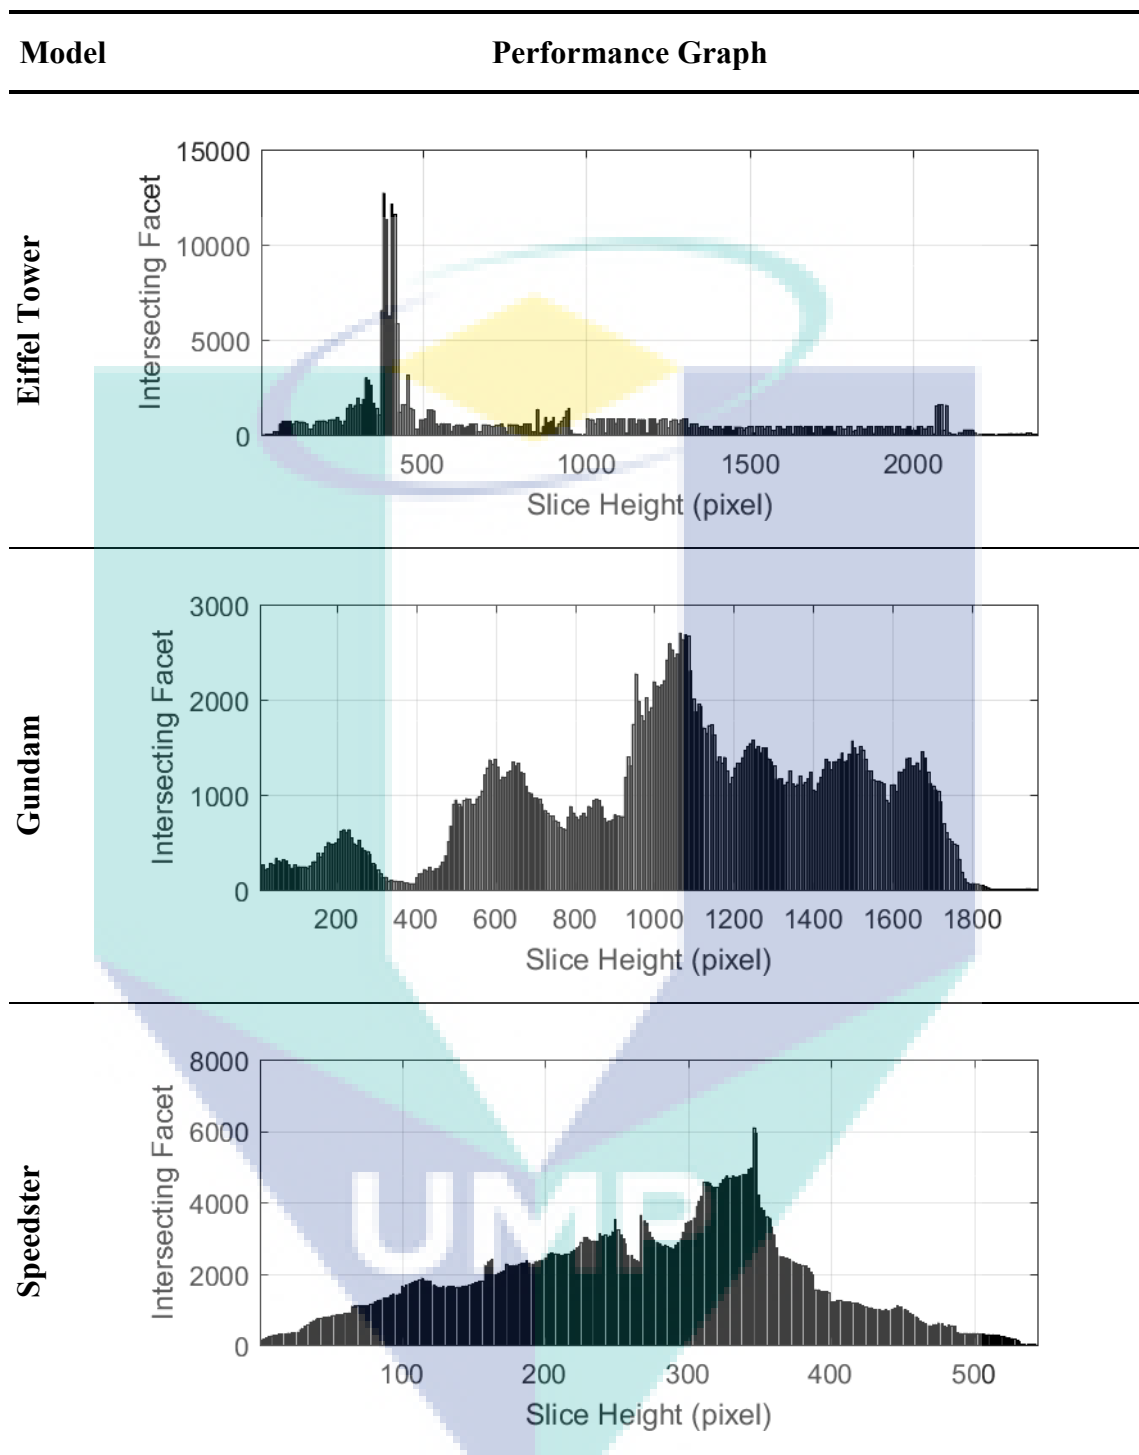 Model Performance Graph
Eiffel Tower
Intersecting Facet
15000
10000
5000
0
500 1000 1500 2000
Slice Height (pixel)
Gundam
Intersecting Facet
3000
2000
1000
0
200 400 600 800 1000 1200 1400 1600 1800
Slice Height (pixel)
Speedster
Intersecting Facet
8000
6000
4000
2000
0
100 200 300 400 500
Slice Height (pixel)
UMP